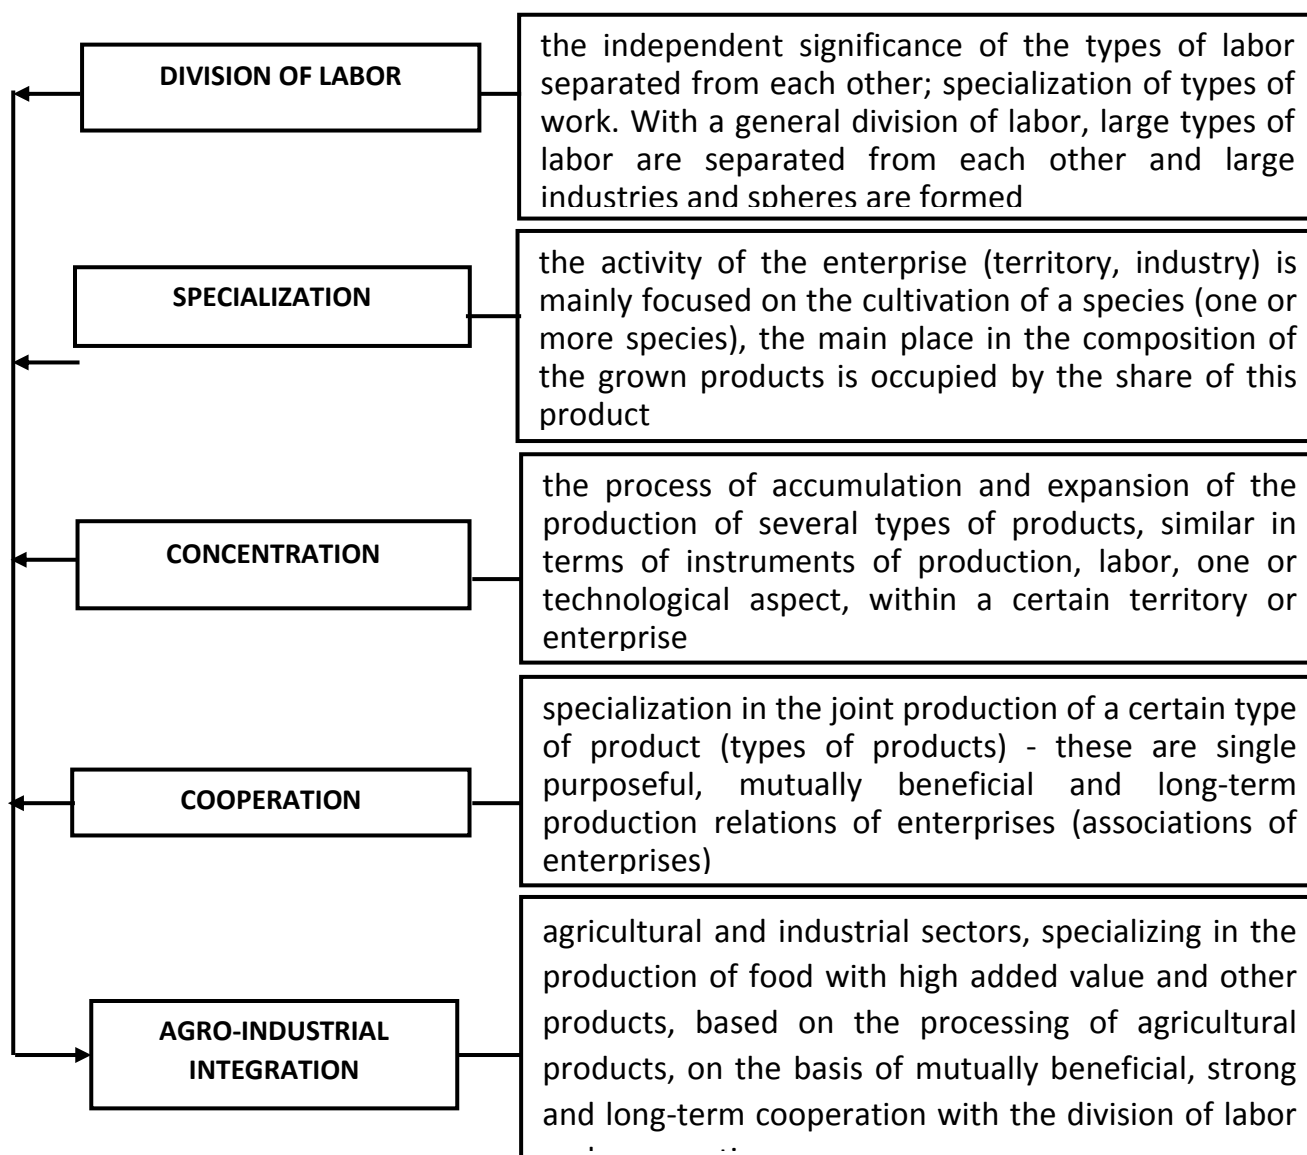 DIVISION OF LABOR
the independent significance of the types of labor
separated from each other; specialization of types of
work. With a general division of labor, large types of
labor are separated from each other and large
industries and spheres are formed
SPECIALIZATION
the activity of the enterprise (territory, industry) is
mainly focused on the cultivation of a species (one or
more species), the main place in the composition of
the grown products is occupied by the share of this
product
CONCENTRATION
the process of accumulation and expansion of the
production of several types of products, similar in
terms of instruments of production, labor, one or
technological aspect, within a certain territory or
enterprise
COOPERATION
specialization in the joint production of a certain type
of product (types of products) - these are single
purposeful, mutually beneficial and long-term
production relations of enterprises (associations of
enterprises)
AGRO-INDUSTRIAL
INTEGRATION
agricultural and industrial sectors, specializing in the
production of food with high added value and other
products, based on the processing of agricultural
products, on the basis of mutually beneficial, strong
and long-term cooperation with the division of labor